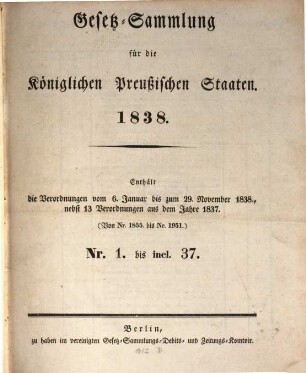 Gesetz-Sammlung
für die
Königlichen Preußischen Staaten.
1838.
Enthält
die Verordnungen vom 6. Januar bis zum 29. November 1838.,
nebst 13 Verordnungen aus dem Jahre 1837.
(Von Nr. 1855. bis Nr. 1951.)
Nr. 1. bis incl. 37.
Berlin,
zu haben im vereinigten Gesetz-Sammlungs-Debits- und Zeitungs-Komtoir.